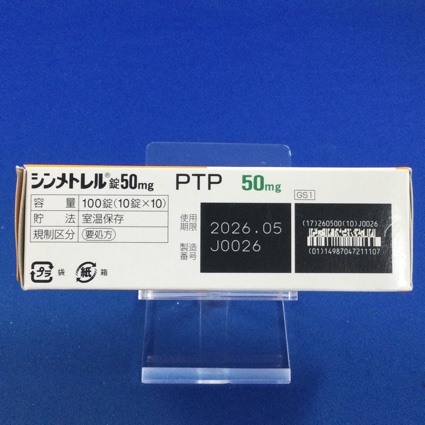 シンメトレル®錠50mg PTP 50mg
容量 100錠(10錠×10)
貯法 室温保存
規制区分 要処方
使用期限 2026.05
製造番号 J0026
GS1
(17)260500(10)J0026
(01)14987047211107
プラ 袋 紙 箱